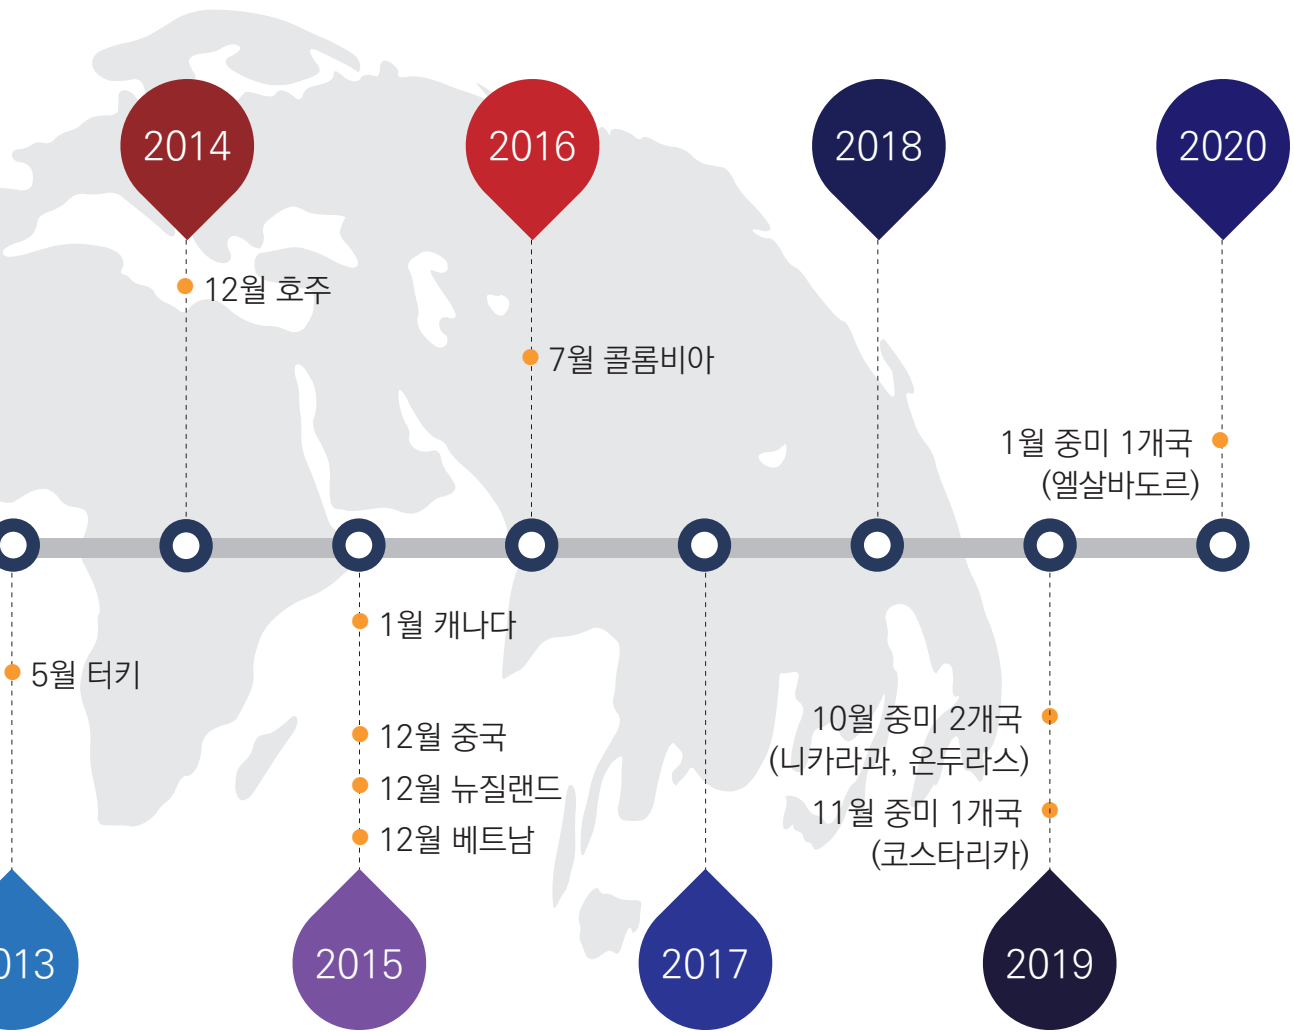 2014
2016
2018
2020
12월 호주
7월 콜롬비아
1월 중미 1개국
(엘살바도르)
1월 캐나다
5월 터키
12월 중국
12월 뉴질랜드
12월 베트남
10월 중미 2개국
(니카라과, 온두라스)
11월 중미 1개국
(코스타리카)
013
2015
2017
2019